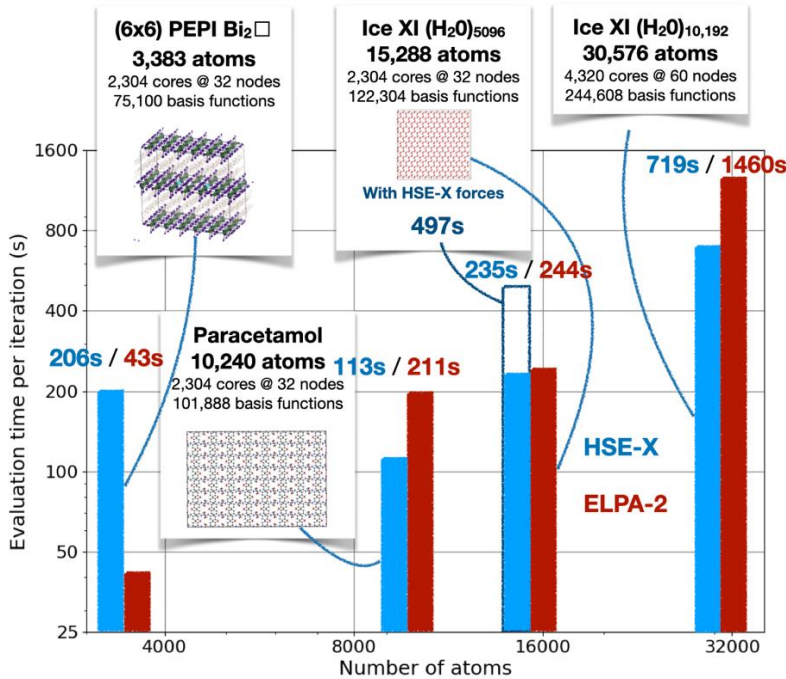 (6x6) PEPI Bi₂□
3,383 atoms
2,304 cores @ 32 nodes
75,100 basis functions
Ice XI (H₂0)₅₀₉₆
15,288 atoms
2,304 cores @ 32 nodes
122,304 basis functions
With HSE-X forces
497s
Ice XI (H₂0)₁₀,₁₉₂
30,576 atoms
4,320 cores @ 60 nodes
244,608 basis functions
Paracetamol
10,240 atoms
2,304 cores @ 32 nodes
101,888 basis functions
206s / 43s
113s / 211s
235s / 244s
719s / 1460s
HSE-X
ELPA-2
Evaluation time per iteration (s)
1600
800
400
200
100
50
25
4000
8000
16000
32000
Number of atoms